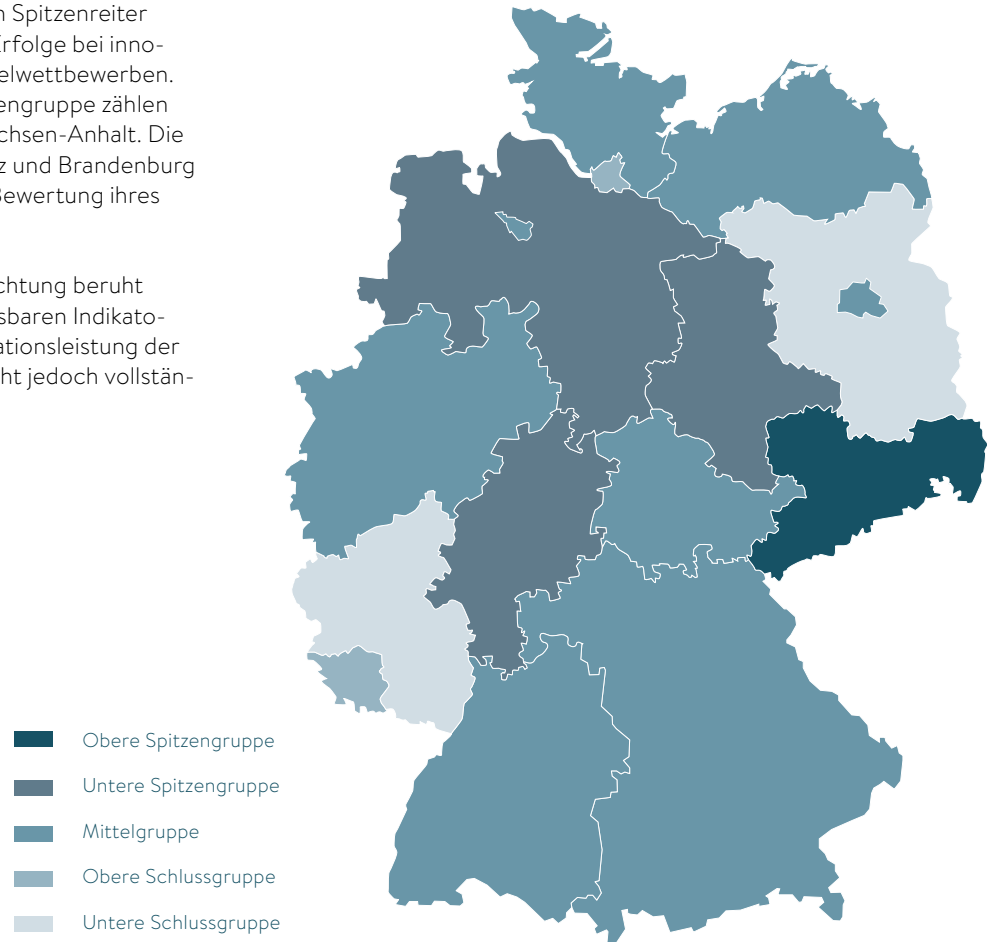 Spitzenreiter
Erfolge bei inno-
elwettbewerben.
engruppe zählen
chsen-Anhalt. Die
z und Brandenburg
Bewertung ihres
chtung beruht
sbaren Indikato-
ationsleistung der
ht jedoch vollstän-
Obere Spitzengruppe
Untere Spitzengruppe
Mittelgruppe
Obere Schlussgruppe
Untere Schlussgruppe